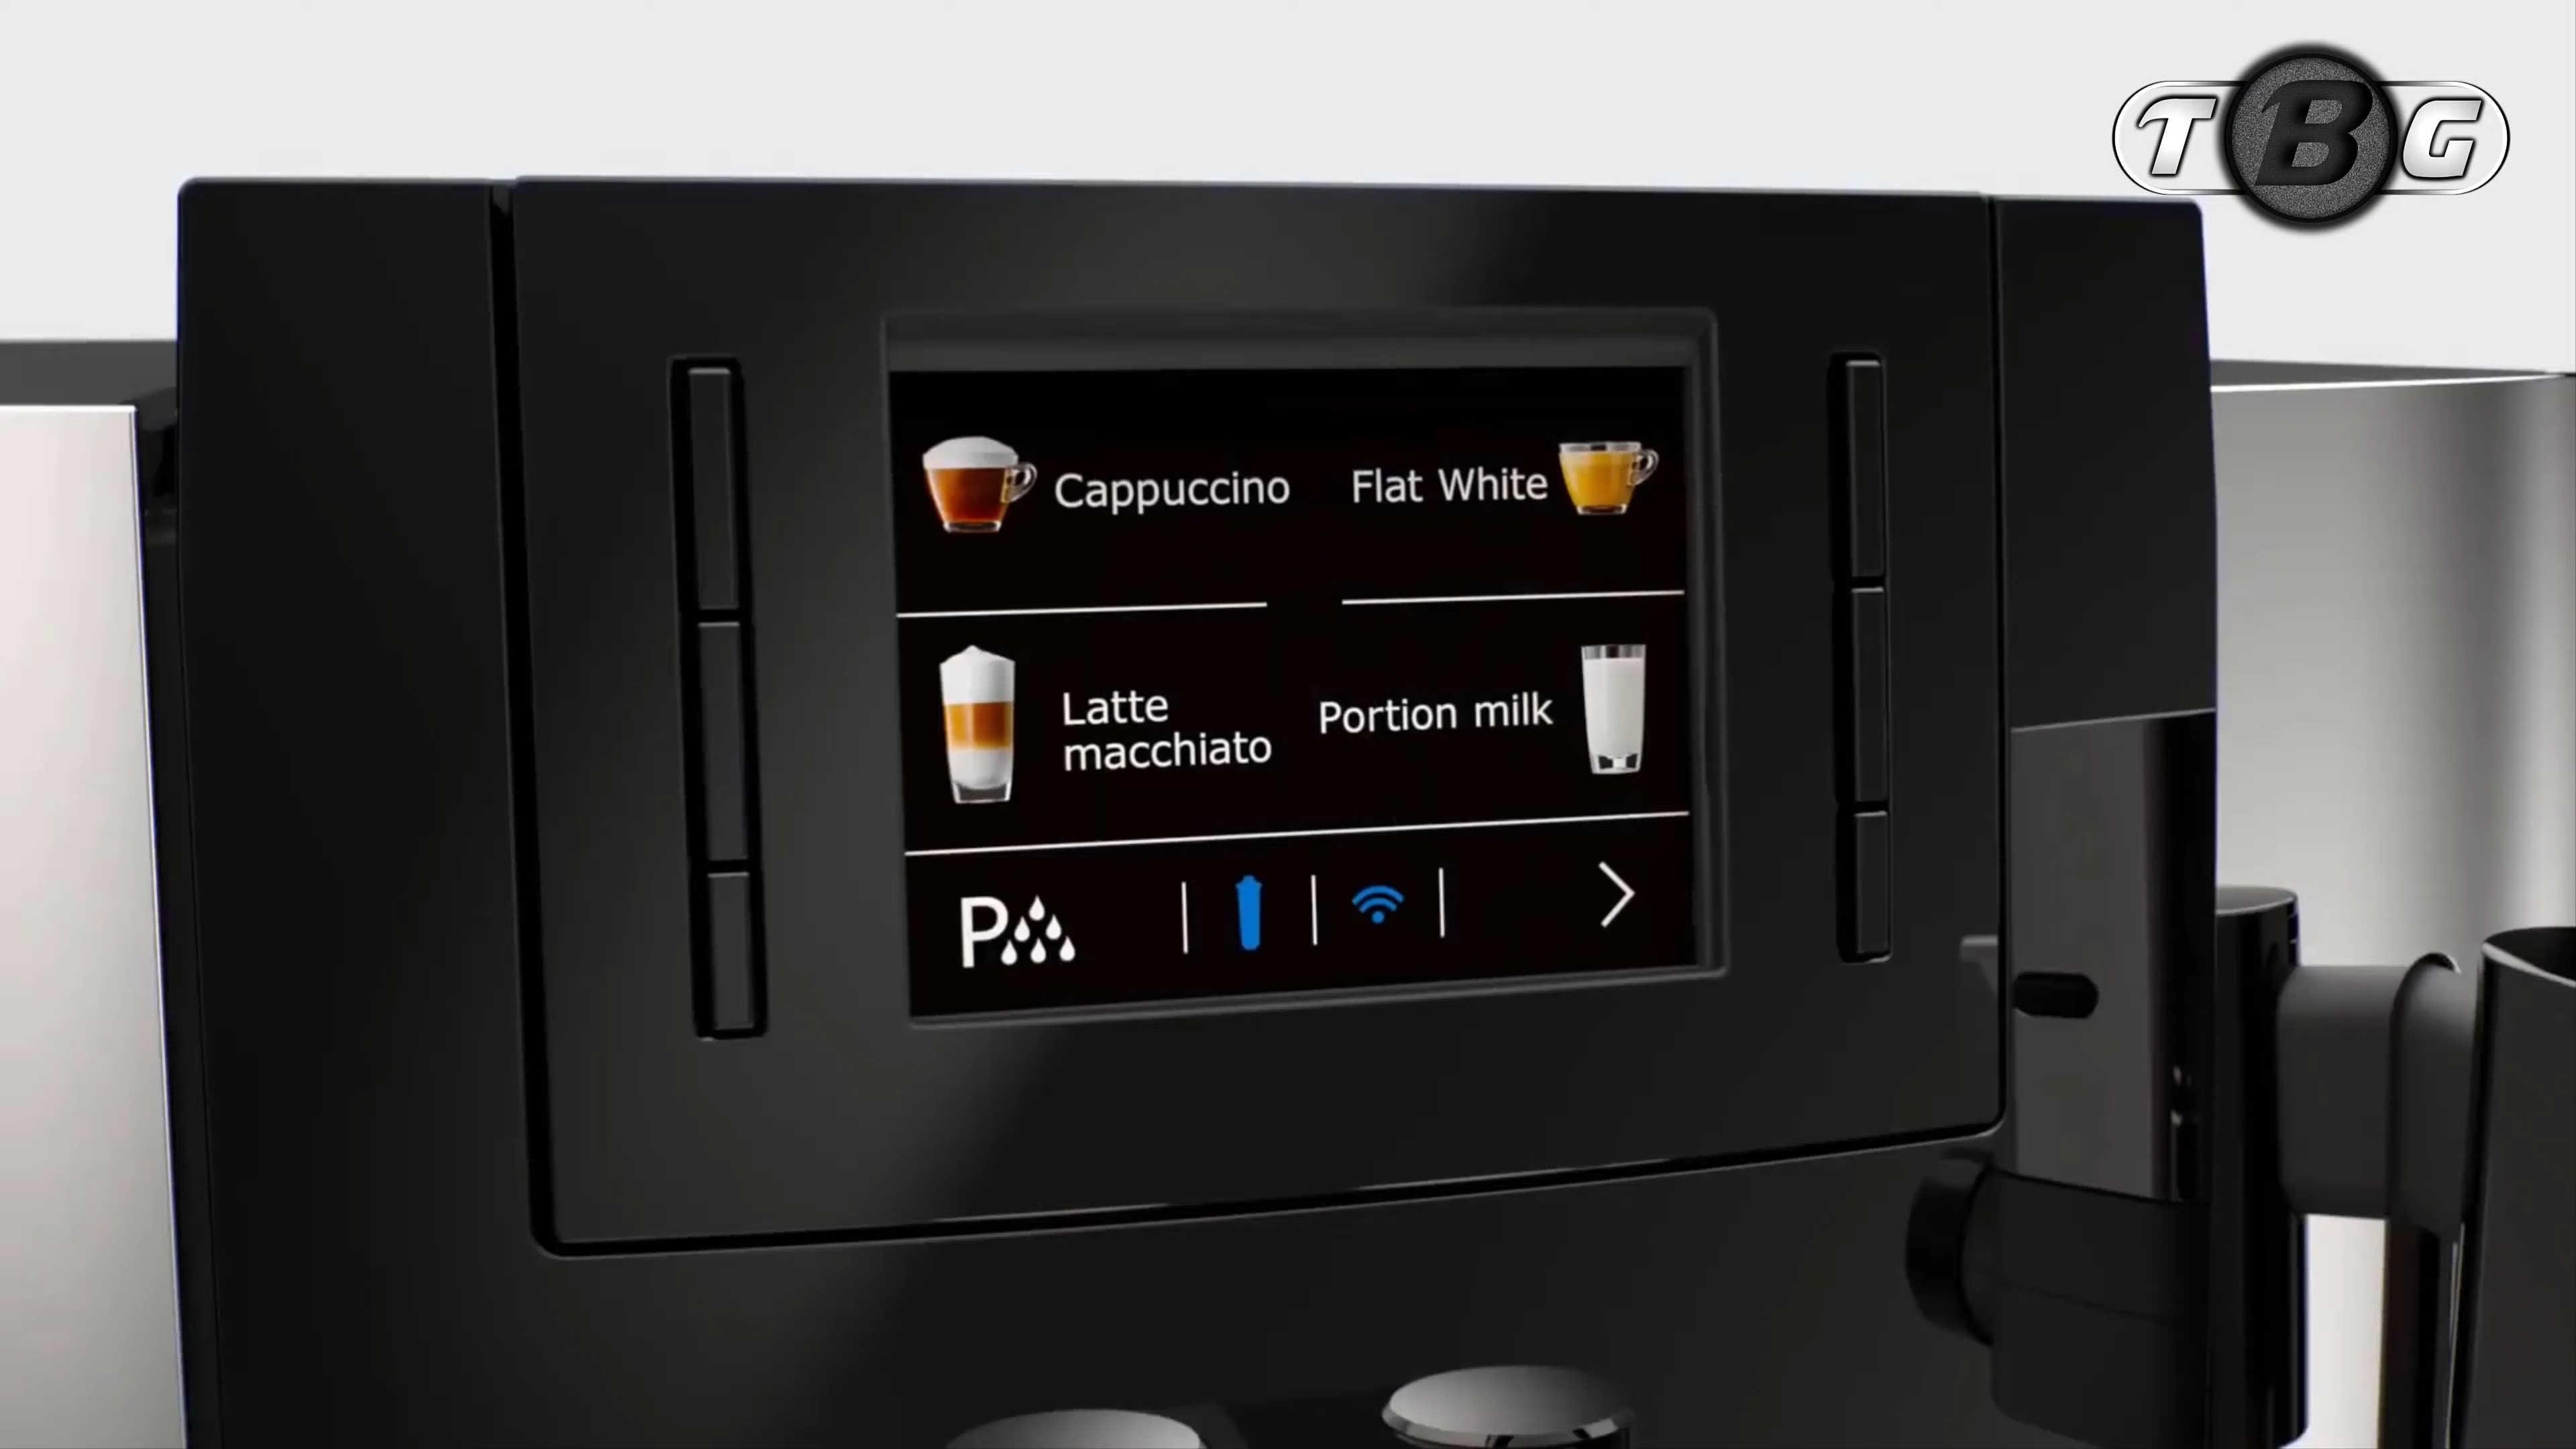 TBG
Cappuccino
Flat White
Latte
macchiato
Portion milk
P